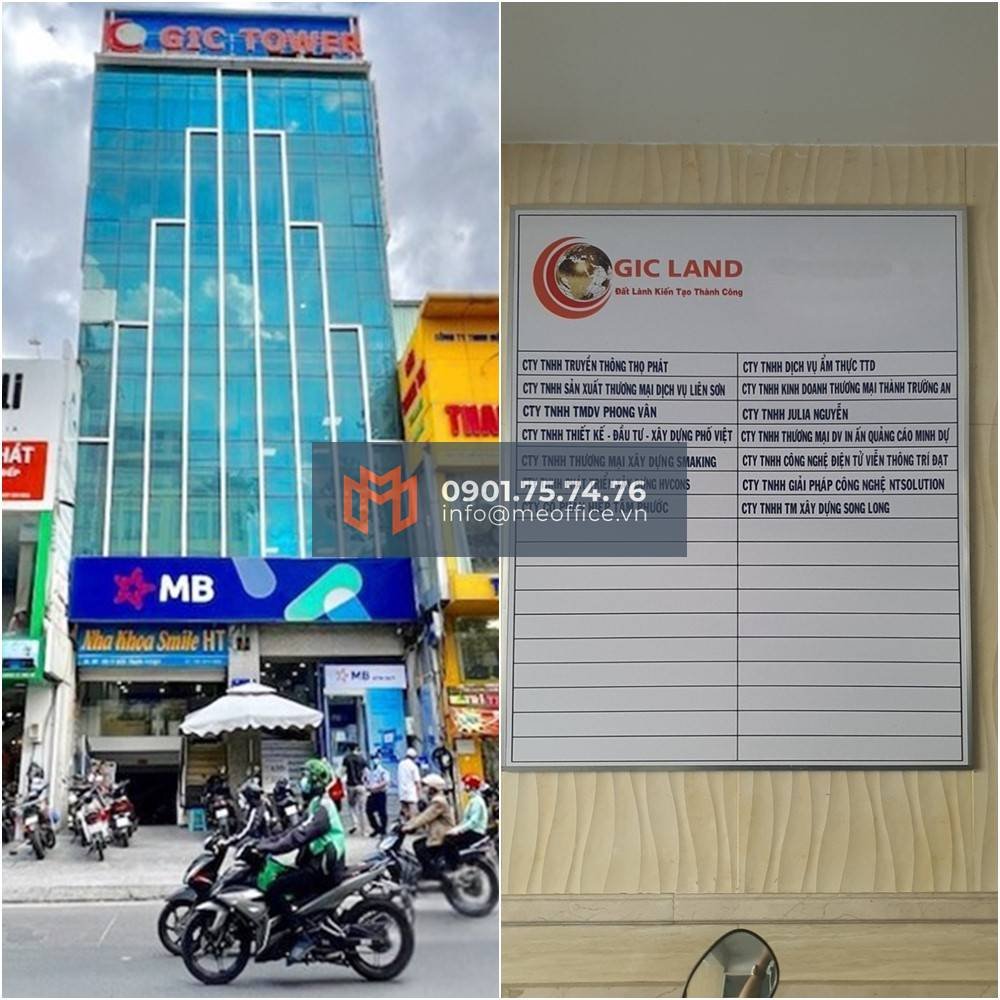 GIC TOWER
MB
Nha Khoa Smile HT
MB
THA
GIC LAND
Đất Lành Kiến Tạo Thành Công
CTY TNHH TRUYỀN THÔNG THỌ PHÁT
CTY TNHH DỊCH VỤ ẨM THỰC TTD
CTY TNHH SẢN XUẤT THƯƠNG MẠI DỊCH VỤ LIÊN SƠN
CTY TNHH KINH DOANH THƯƠNG MẠI THÀNH TRƯỜNG AN
CTY TNHH TMDV PHONG VÂN
CTY TNHH JULIA NGUYỄN
CTY TNHH THIẾT KẾ - ĐẦU TƯ - XÂY DỰNG PHỐ VIỆT
CTY TNHH THƯƠNG MẠI DV IN ẤN QUẢNG CÁO MINH DỰ
CTY TNHH THƯƠNG MẠI XÂY DỰNG SMAKING
CTY TNHH CÔNG NGHỆ ĐIỆN TỬ VIỄN THÔNG TRÍ ĐẠT
HVCONS
CTY TNHH GIẢI PHÁP CÔNG NGHỆ NTSOLUTION
PHƯỚC
CTY TNHH TM XÂY DỰNG SONG LONG
0901.75.74.76
info@meoffice.vn